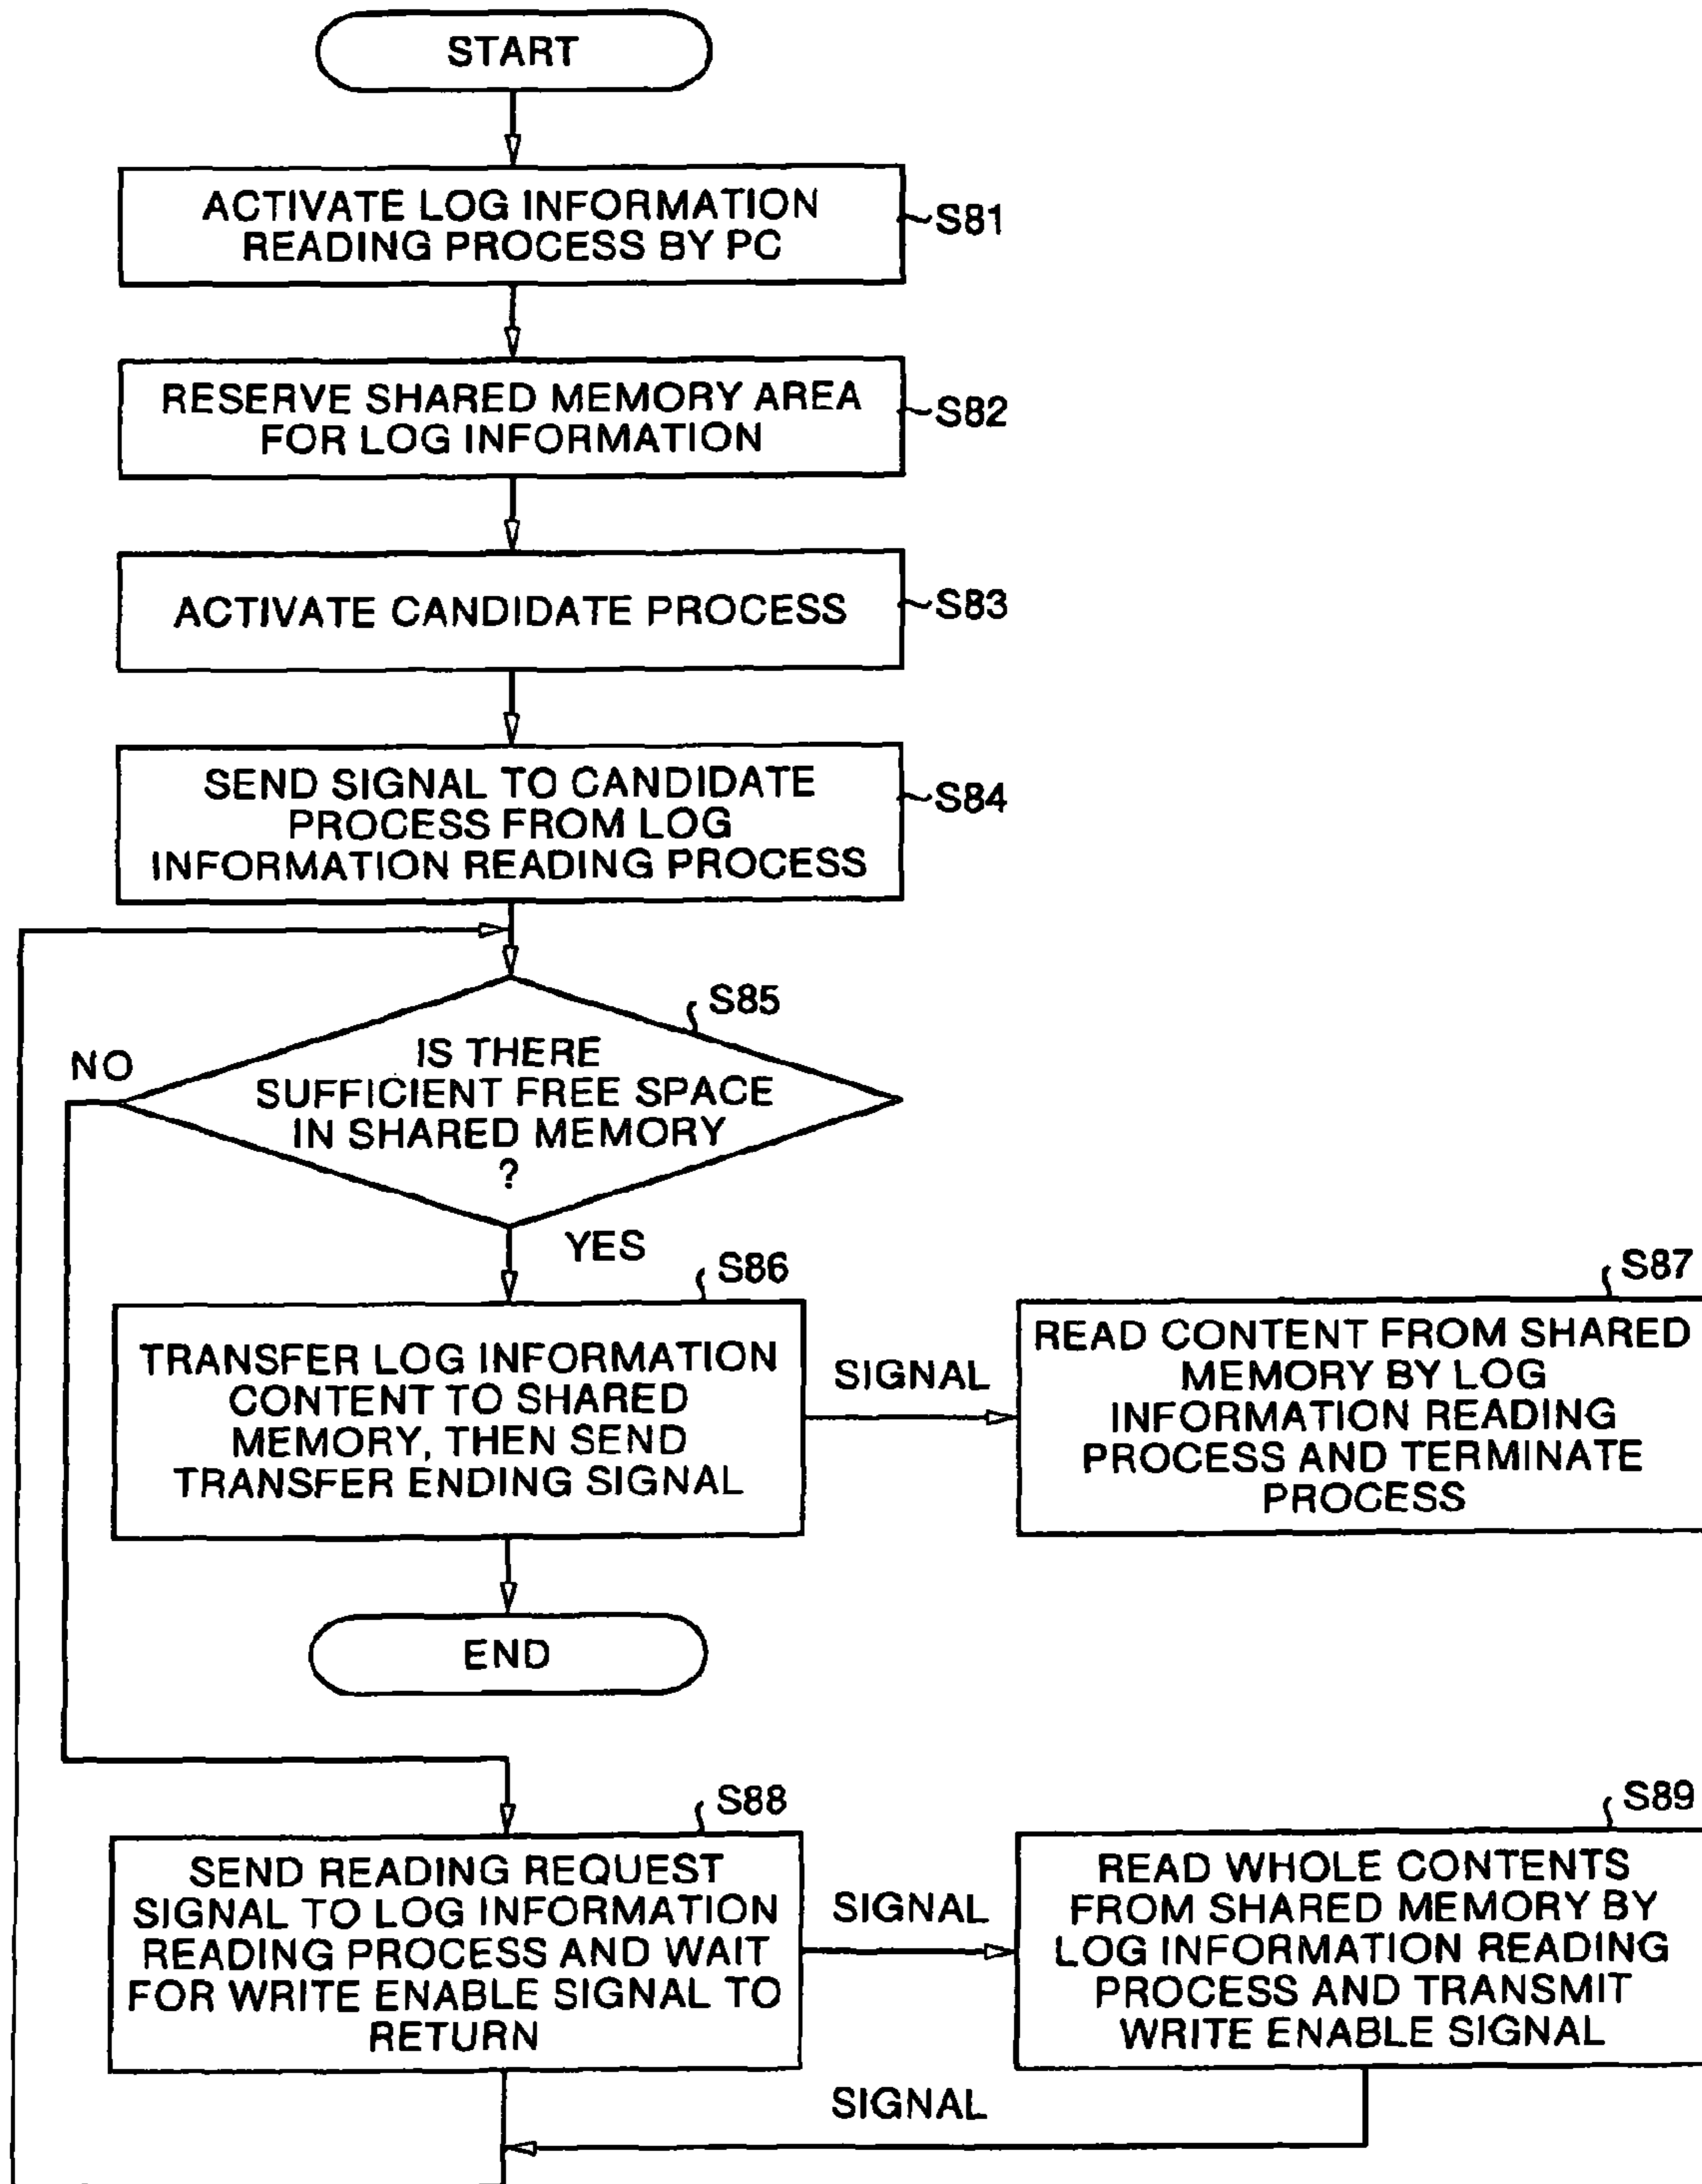 START
ACTIVATE LOG INFORMATION
READING PROCESS BY PC
S81
RESERVE SHARED MEMORY AREA
FOR LOG INFORMATION
S82
ACTIVATE CANDIDATE PROCESS
S83
SEND SIGNAL TO CANDIDATE
PROCESS FROM LOG
INFORMATION READING PROCESS
S84
S85
NO
IS THERE
SUFFICIENT FREE SPACE
IN SHARED MEMORY
?
YES
S86
TRANSFER LOG INFORMATION
CONTENT TO SHARED
MEMORY, THEN SEND
TRANSFER ENDING SIGNAL
SIGNAL
S87
READ CONTENT FROM SHARED
MEMORY BY LOG
INFORMATION READING
PROCESS AND TERMINATE
PROCESS
END
S88
SEND READING REQUEST
SIGNAL TO LOG INFORMATION
READING PROCESS AND WAIT
FOR WRITE ENABLE SIGNAL TO
RETURN
SIGNAL
S89
READ WHOLE CONTENTS
FROM SHARED MEMORY BY
LOG INFORMATION READING
PROCESS AND TRANSMIT
WRITE ENABLE SIGNAL
SIGNAL